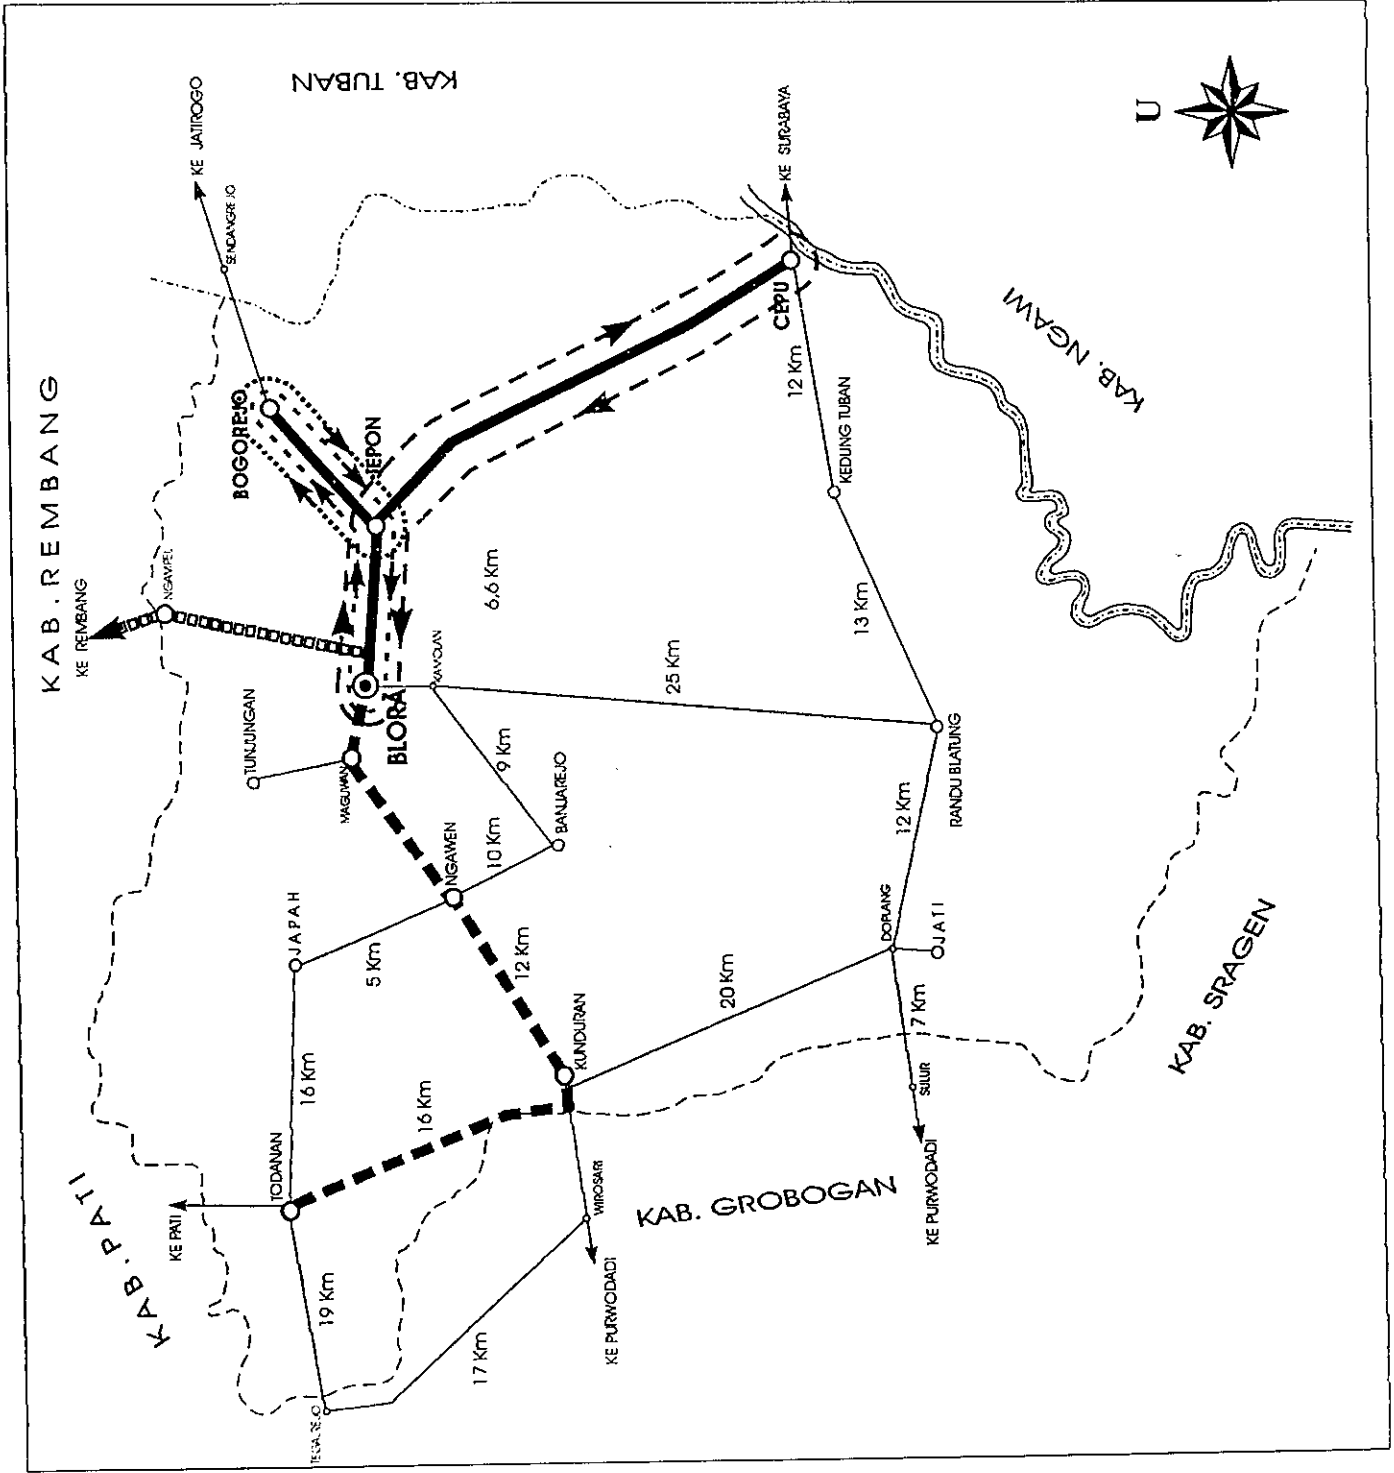 KAB. REMBANG
KE REMBANG
NGAMPEL
KAB. TUBAN
KE JATIROGO
SENDANGREJO
BOGOREJO
JEPON
BLORA
KAMOLAN
6,6 Km
CEPU
KE SURABAYA
12 Km
KEDUNG TUBAN
13 Km
25 Km
RANDU BLATUNG
12 Km
DOPLANG
JATI
7 Km
SULUR
KE PURWODADI
20 Km
TUNJUNGAN
MAGUWAN
9 Km
BANJAREJO
10 Km
NGAWEN
5 Km
JAPAH
12 Km
KUNDURAN
16 Km
16 Km
TODANAN
KE PATI
KAB. PATI
19 Km
17 Km
WIROSARI
KE PURWODADI
KAB. GROBOGAN
KAB. SRAGEN
KAB. NGAWI
U